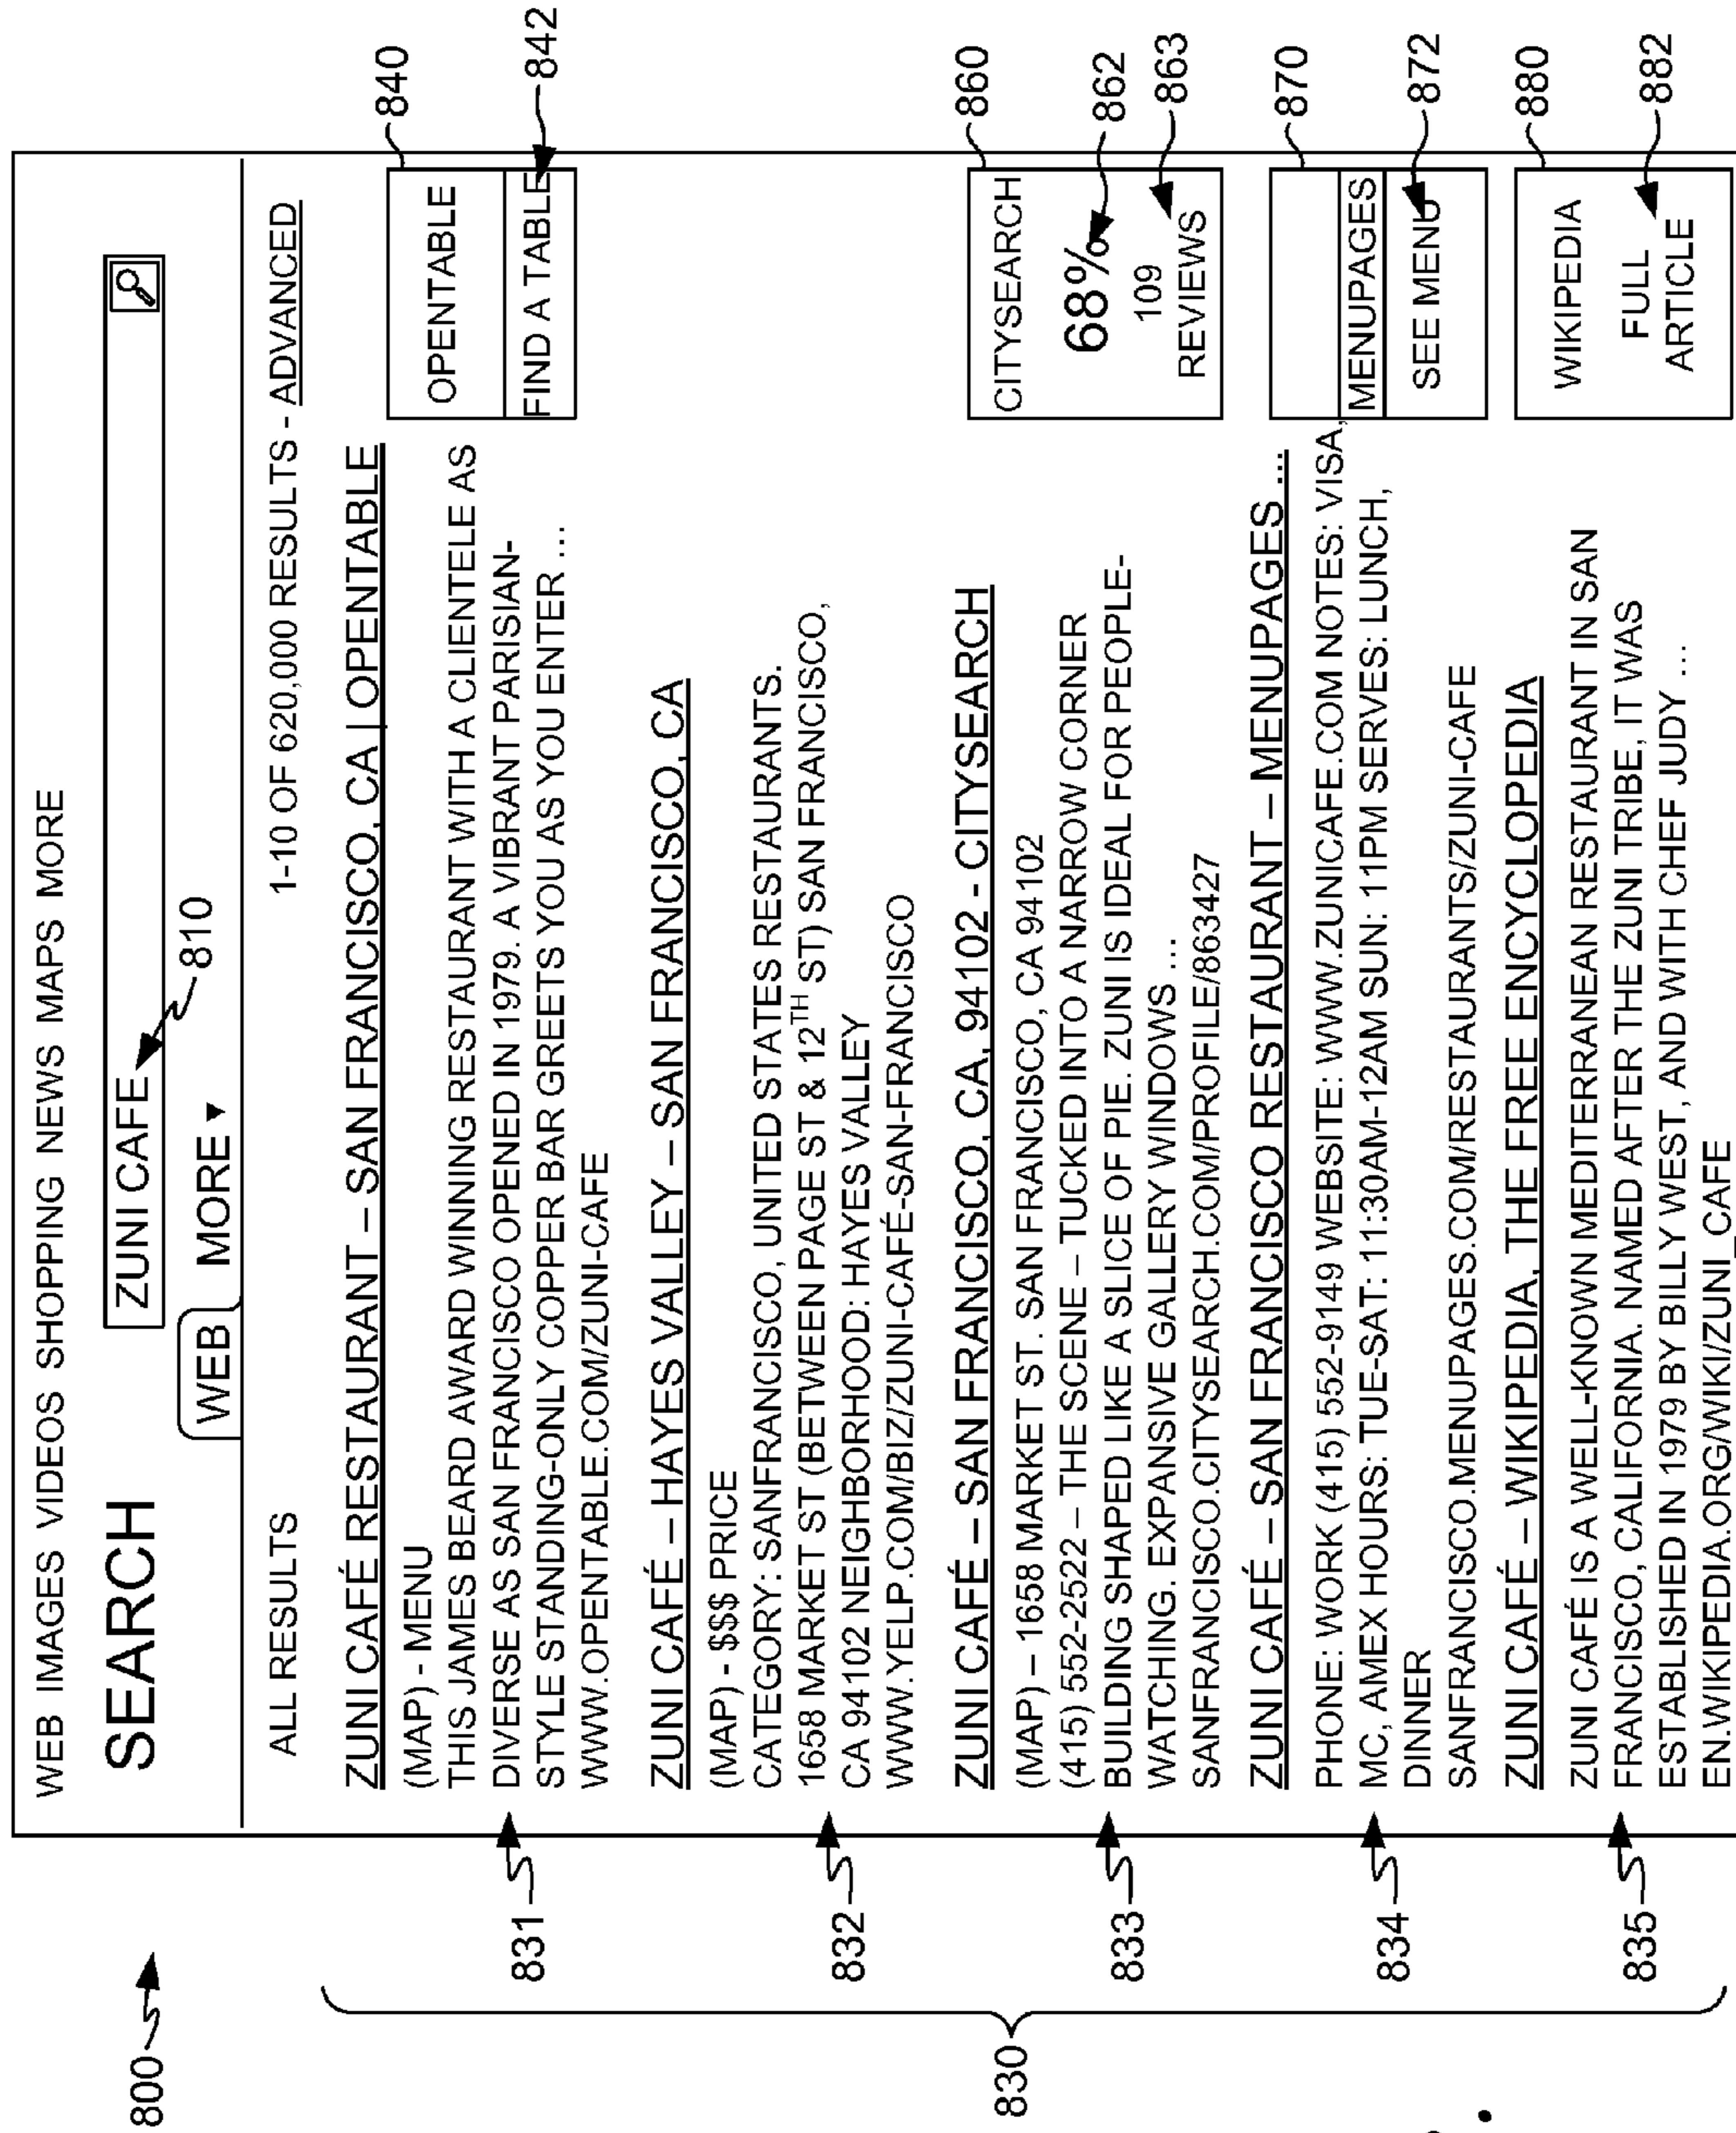 WEB IMAGES VIDEOS SHOPPING NEWS MAPS MORE
800
SEARCH
ZUNI CAFE
810
WEB MORE ▼
ALL RESULTS
1-10 OF 620,000 RESULTS - ADVANCED
830
831
ZUNI CAFÉ RESTAURANT – SAN FRANCISCO, CA | OPENTABLE
(MAP) - MENU
THIS JAMES BEARD AWARD WINNING RESTAURANT WITH A CLIENTELE AS
DIVERSE AS SAN FRANCISCO OPENED IN 1979. A VIBRANT PARISIAN-
STYLE STANDING-ONLY COPPER BAR GREETS YOU AS YOU ENTER ...
WWW.OPENTABLE.COM/ZUNI-CAFE
840
OPENTABLE
FIND A TABLE
842
832
ZUNI CAFÉ – HAYES VALLEY – SAN FRANCISCO, CA
(MAP) - $$$ PRICE
CATEGORY: SANFRANCISCO, UNITED STATES RESTAURANTS.
1658 MARKET ST (BETWEEN PAGE ST & 12TH ST) SAN FRANCISCO,
CA 94102 NEIGHBORHOOD: HAYES VALLEY
WWW.YELP.COM/BIZ/ZUNI-CAFÉ-SAN-FRANCISCO
833
ZUNI CAFÉ – SAN FRANCISCO, CA, 94102 - CITYSEARCH
(MAP) – 1658 MARKET ST. SAN FRANCISCO, CA 94102
(415) 552-2522 – THE SCENE – TUCKED INTO A NARROW CORNER
BUILDING SHAPED LIKE A SLICE OF PIE. ZUNI IS IDEAL FOR PEOPLE-
WATCHING. EXPANSIVE GALLERY WINDOWS ...
SANFRANCISCO.CITYSEARCH.COM/PROFILE/863427
860
CITYSEARCH
68%
862
109
REVIEWS
863
834
ZUNI CAFÉ – SAN FRANCISCO RESTAURANT – MENUPAGES ...
PHONE: WORK (415) 552-9149 WEBSITE: WWW.ZUNICAFE.COM NOTES: VISA,
MC, AMEX HOURS: TUE-SAT: 11:30AM-12AM SUN: 11PM SERVES: LUNCH,
DINNER
SANFRANCISCO.MENUPAGES.COM/RESTAURANTS/ZUNI-CAFE
870
MENUPAGES
SEE MENU
872
835
ZUNI CAFÉ – WIKIPEDIA, THE FREE ENCYCLOPEDIA
ZUNI CAFÉ IS A WELL-KNOWN MEDITERRANEAN RESTAURANT IN SAN
FRANCISCO, CALIFORNIA. NAMED AFTER THE ZUNI TRIBE, IT WAS
ESTABLISHED IN 1979 BY BILLY WEST, AND WITH CHEF JUDY ...
EN.WIKIPEDIA.ORG/WIKI/ZUNI_CAFE
880
WIKIPEDIA
FULL
ARTICLE
882